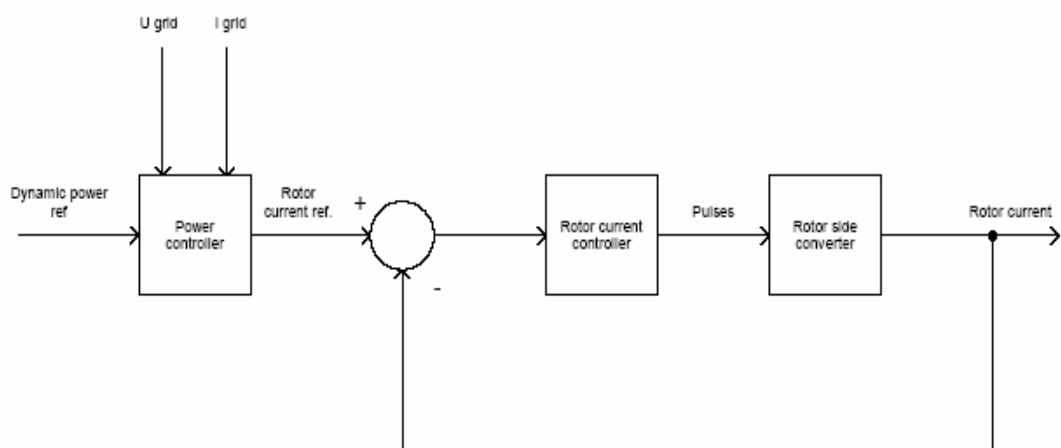 U grid
I grid
Dynamic power
ref
Power
controller
Rotor
current ref.
+
-
Rotor current
controller
Pulses
Rotor side
converter
Rotor current